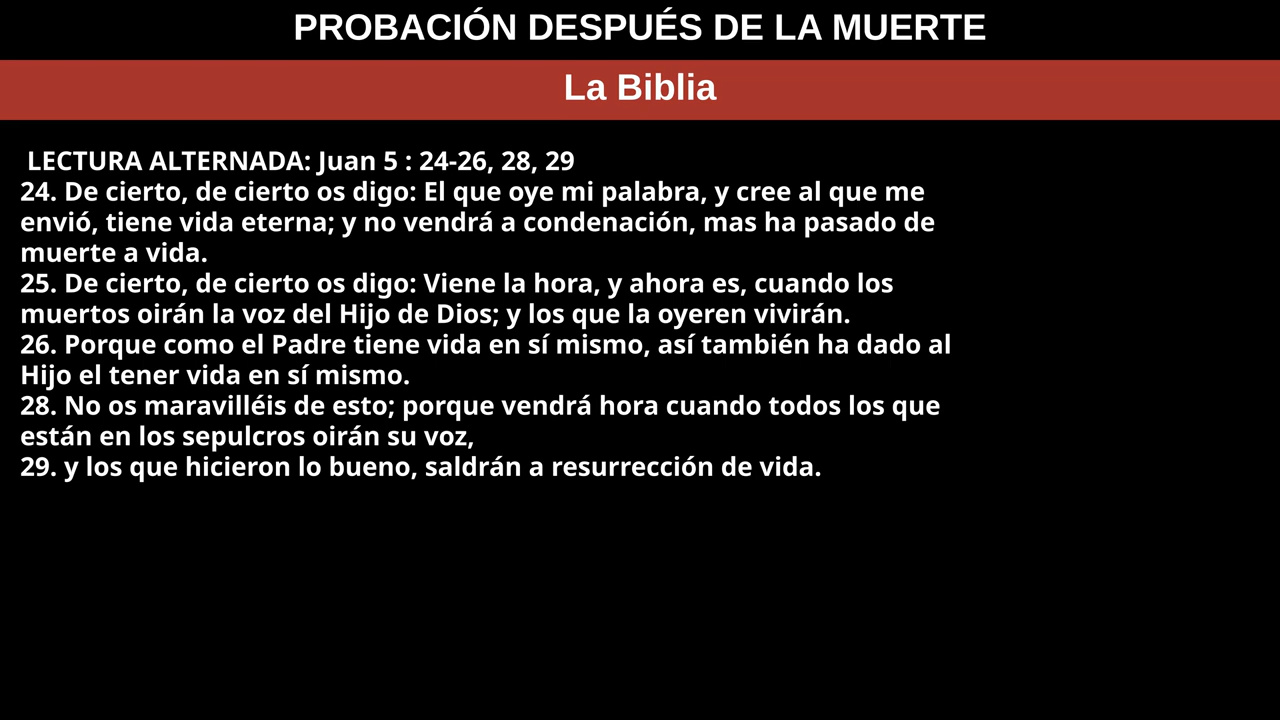 PROBACIÓN DESPUÉS DE LA MUERTE
La Biblia
LECTURA ALTERNADA: Juan 5 : 24-26, 28, 29
24. De cierto, de cierto os digo: El que oye mi palabra, y cree al que me
envió, tiene vida eterna; y no vendrá a condenación, mas ha pasado de
muerte a vida.
25. De cierto, de cierto os digo: Viene la hora, y ahora es, cuando los
muertos oirán la voz del Hijo de Dios; y los que la oyeren vivirán.
26. Porque como el Padre tiene vida en sí mismo, así también ha dado al
Hijo el tener vida en sí mismo.
28. No os maravilléis de esto; porque vendrá hora cuando todos los que
están en los sepulcros oirán su voz,
29. y los que hicieron lo bueno, saldrán a resurrección de vida.